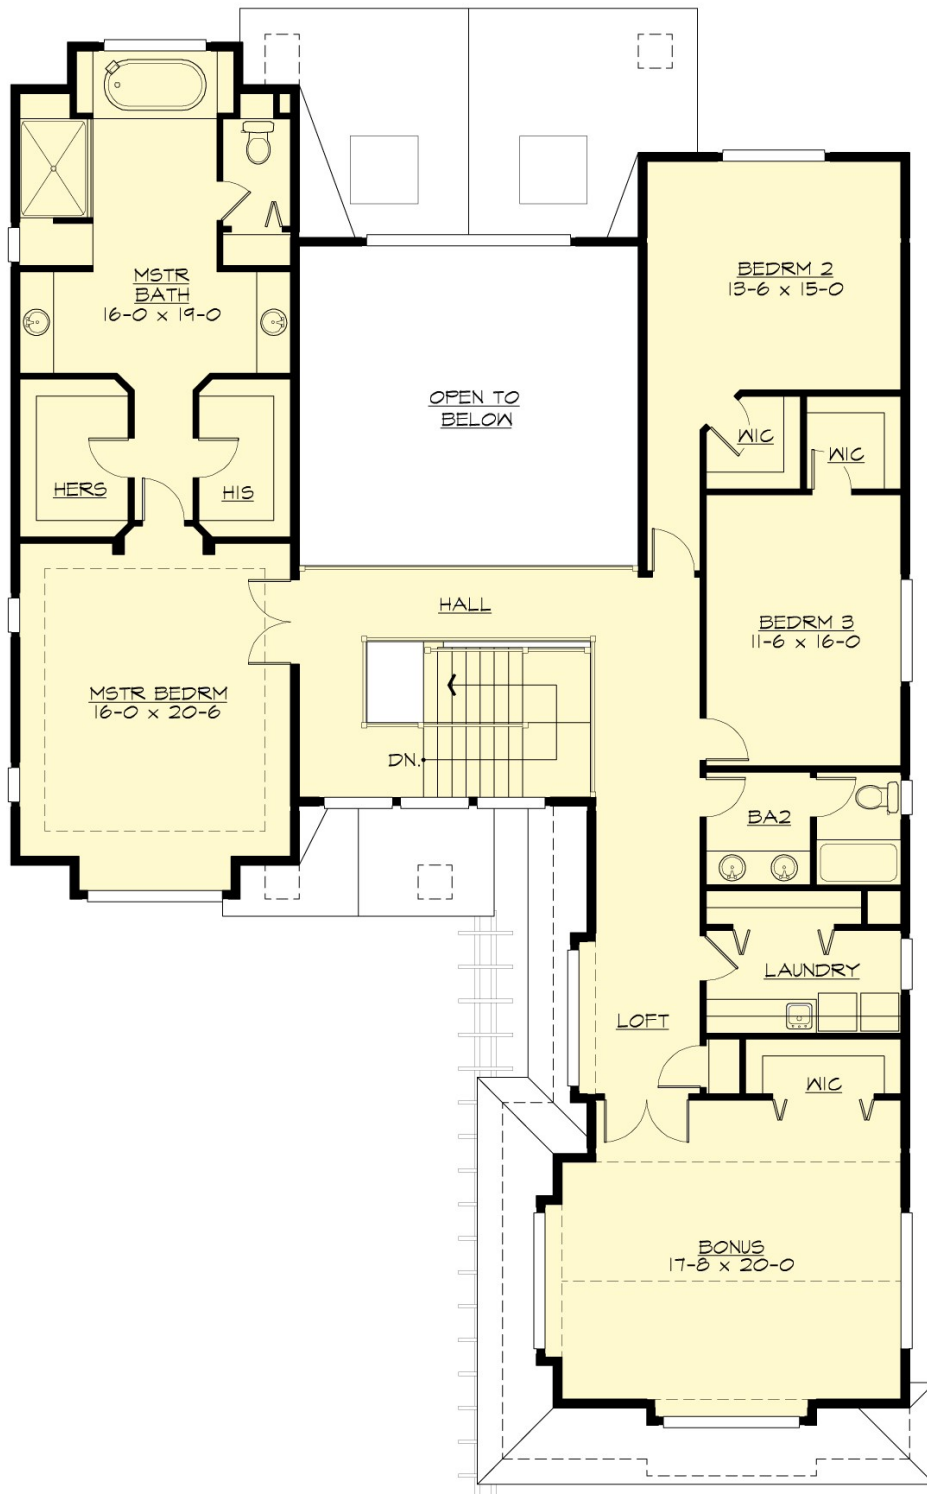 MSTR
BATH
16-0 x 19-0
BEDRM 2
13-6 x 15-0
OPEN TO
BELOW
WIC
WIC
HERS
HIS
HALL
BEDRM 3
11-6 x 16-0
MSTR BEDRM
16-0 x 20-6
DN.
BA2
LAUNDRY
LOFT
WIC
BONUS
17-8 x 20-0